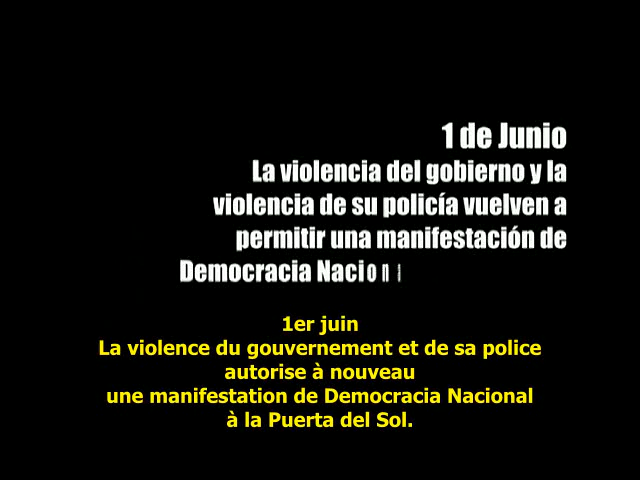 1 de Junio
La violencia del gobierno y la
violencia de su policía vuelven a
permitir una manifestación de
Democracia Naciona
1er juin
La violence du gouvernement et de sa police
autorise à nouveau
une manifestation de Democracia Nacional
à la Puerta del Sol.